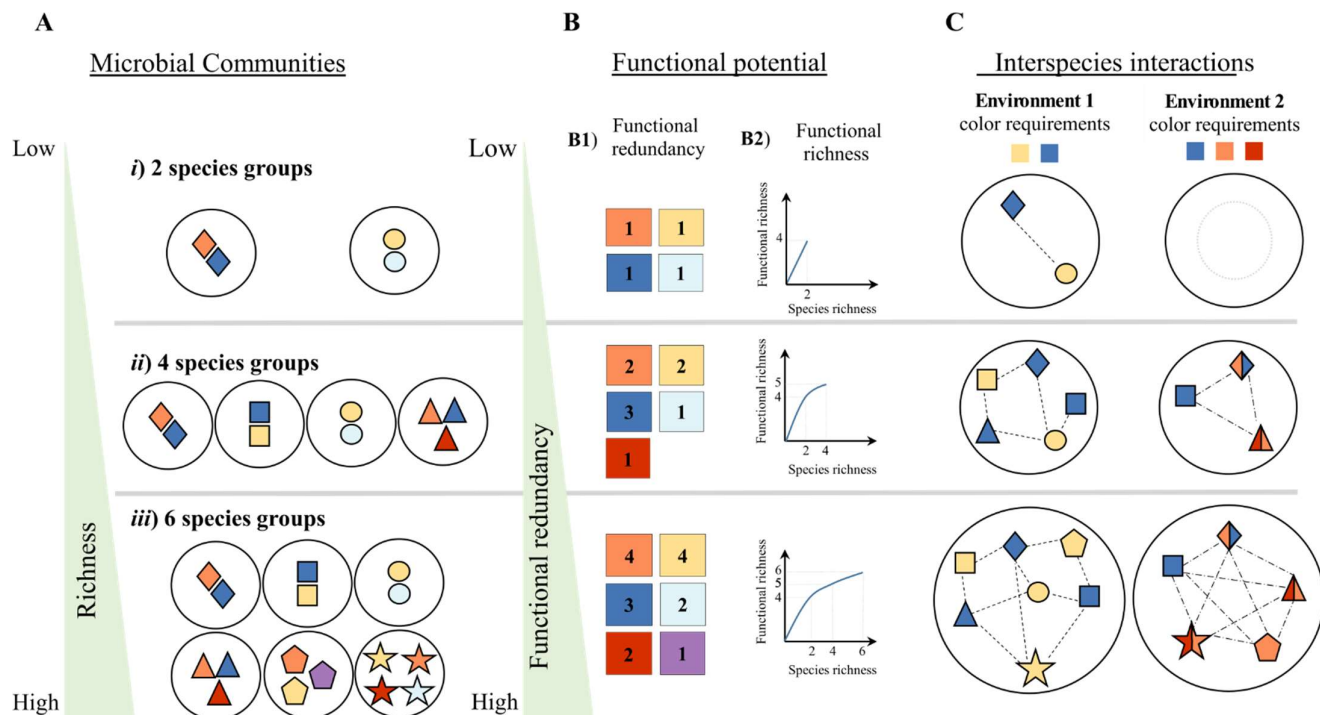 A
Microbial Communities
Low
Richness
High
i) 2 species groups
ii) 4 species groups
iii) 6 species groups
B
Functional potential
Low
Functional redundancy
High
B1) Functional
redundancy
1 1
1 1
2 2
3 1
1
4 4
3 2
2 1
B2) Functional
richness
Functional richness
4
2
Species richness
Functional richness
5
4
2 4
Species richness
Functional richness
6
5
4
2 4 6
Species richness
C
Interspecies interactions
Environment 1
color requirements
Environment 2
color requirements